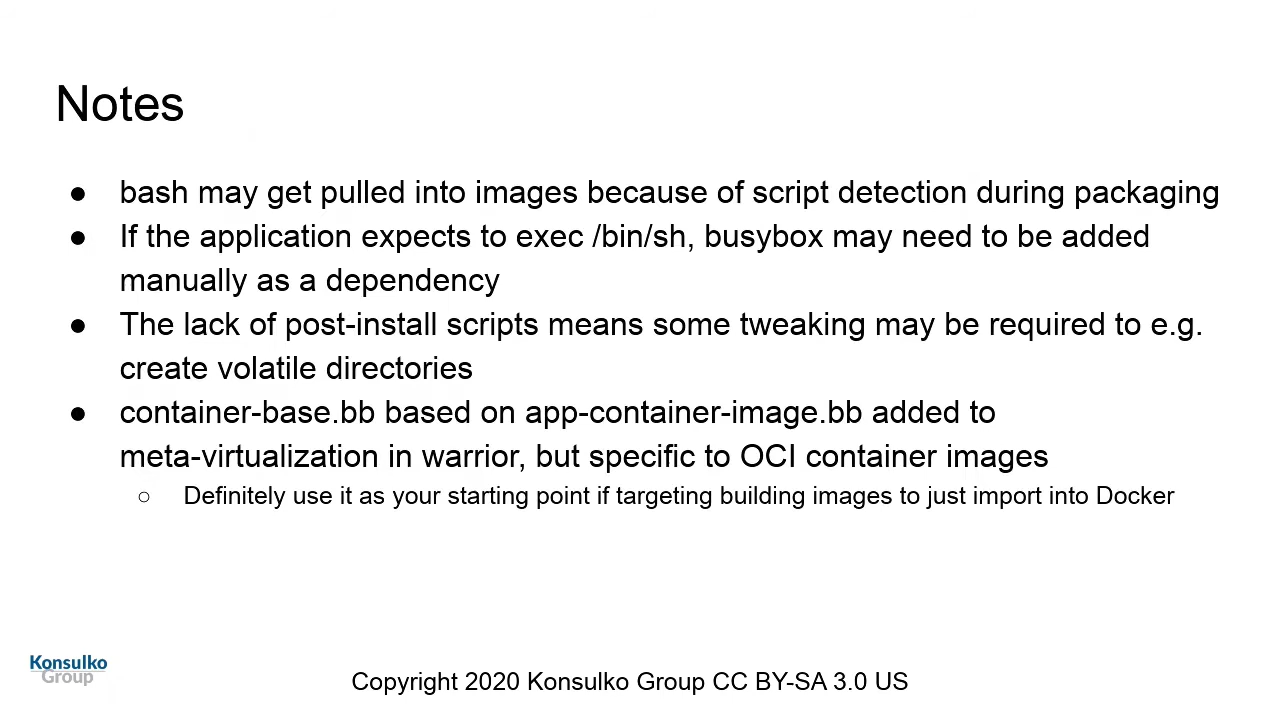 Notes
● bash may get pulled into images because of script detection during packaging
● If the application expects to exec /bin/sh, busybox may need to be added
manually as a dependency
● The lack of post-install scripts means some tweaking may be required to e.g.
create volatile directories
● container-base.bb based on app-container-image.bb added to
meta-virtualization in warrior, but specific to OCI container images
○ Definitely use it as your starting point if targeting building images to just import into Docker
Konsulko
Group
Copyright 2020 Konsulko Group CC BY-SA 3.0 US